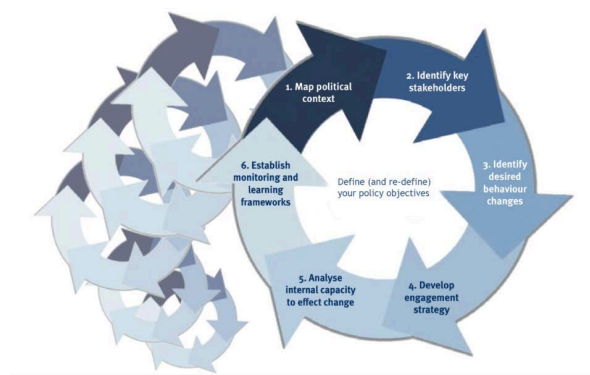 1. Map political
context
2. Identify key
stakeholders
3. Identify
desired
behaviour
changes
4. Develop
engagement
strategy
5. Analyse
internal capacity
to effect change
6. Establish
monitoring and
learning
frameworks
Define (and re-define)
your policy objectives